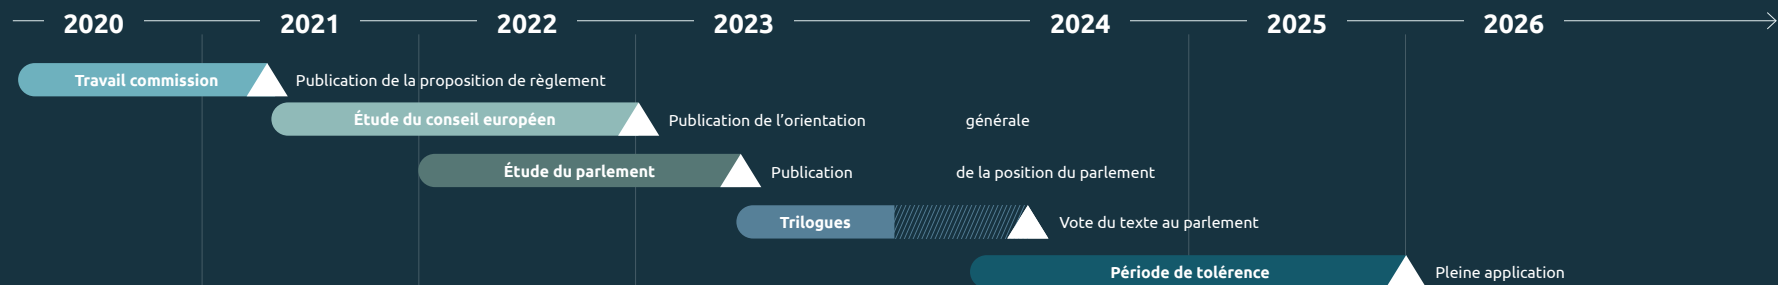 2020 2021 2022 2023 2024 2025 2026
Travail commission Publication de la proposition de règlement
Étude du conseil européen Publication de l’orientation générale
Étude du parlement Publication de la position du parlement
Trilogues Vote du texte au parlement
Période de tolérence Pleine application